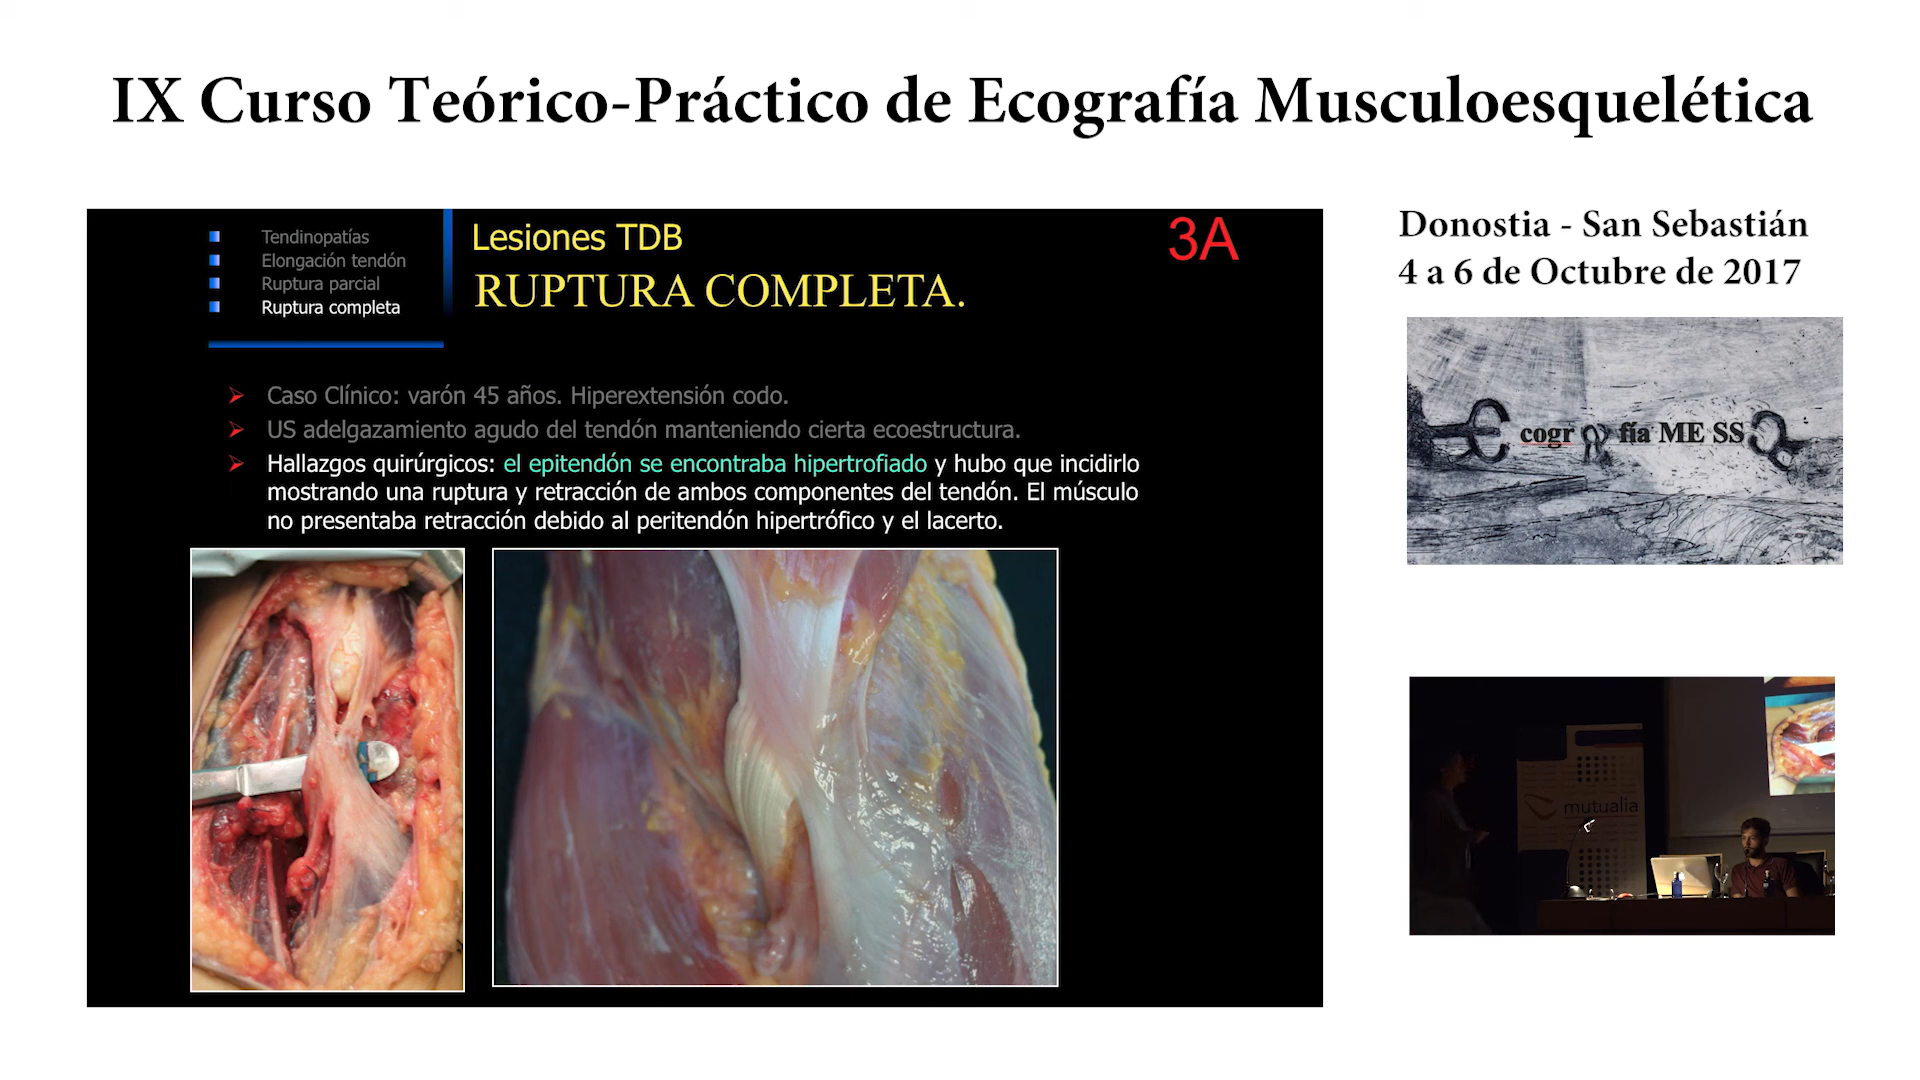 IX Curso Teórico-Práctico de Ecografía Musculoesquelética
Tendinopatías
Elongación tendón
Ruptura parcial
Ruptura completa
Lesiones TDB
RUPTURA COMPLETA.
3A
Caso Clínico: varón 45 años. Hiperextensión codo.
US adelgazamiento agudo del tendón manteniendo cierta ecoestructura.
Hallazgos quirúrgicos: el epitendón se encontraba hipertrofiado y hubo que incidirlo
mostrando una ruptura y retracción de ambos componentes del tendón. El músculo
no presentaba retracción debido al peritendón hipertrófico y el lacerto.
Donostia - San Sebastián
4 a 6 de Octubre de 2017
cogr fía ME SS
mutualia